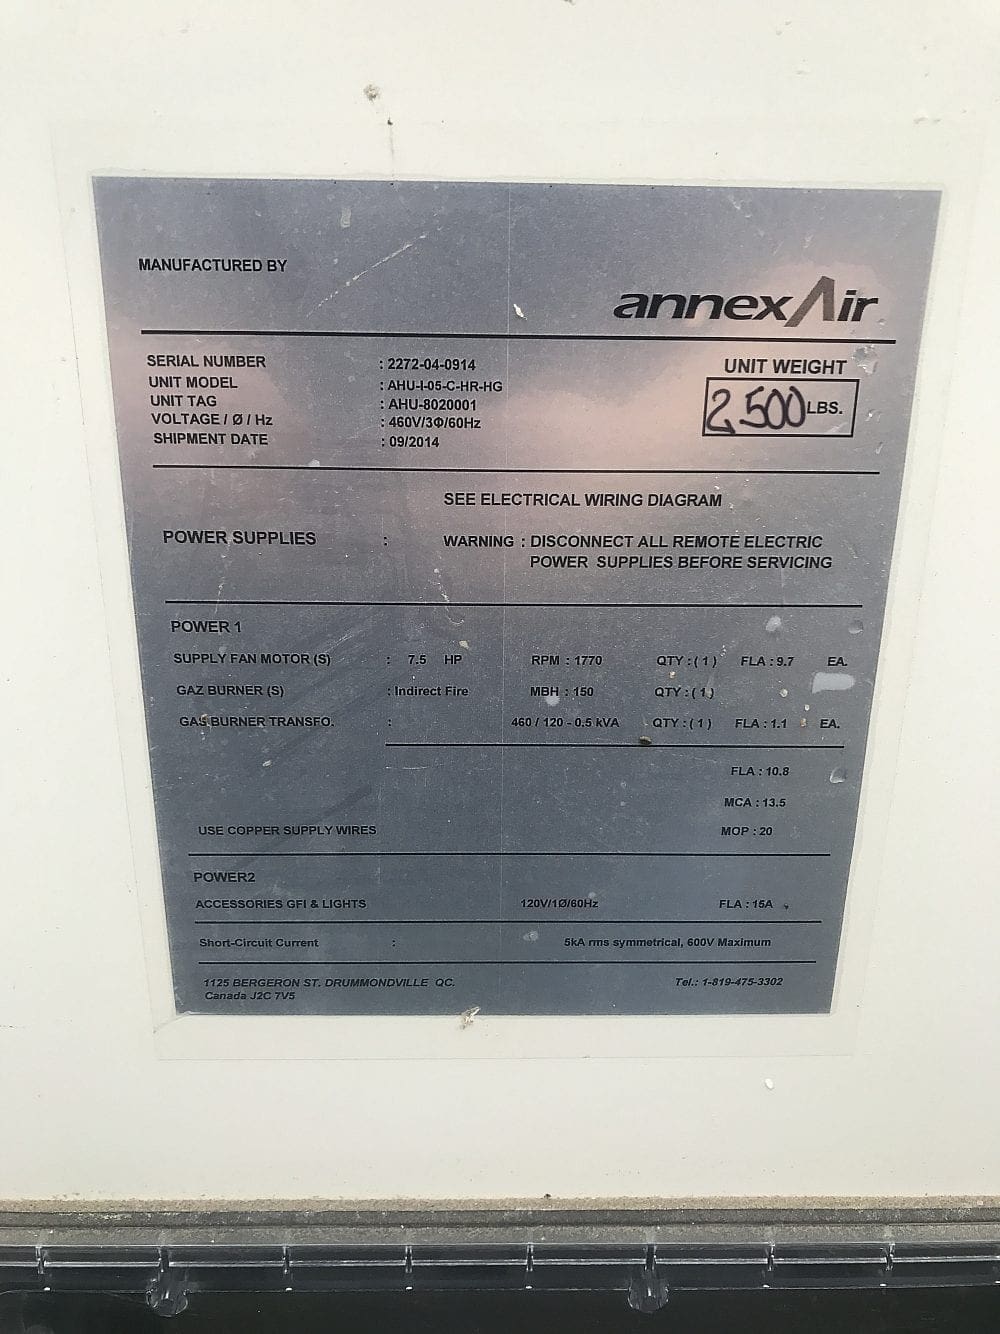 MANUFACTURED BY
annexAir
SERIAL NUMBER : 2272-04-0914
UNIT MODEL : AHU-I-05-C-HR-HG
UNIT TAG : AHU-8020001
VOLTAGE / Ø / Hz : 460V/3Φ/60Hz
SHIPMENT DATE : 09/2014
UNIT WEIGHT
2500 LBS.
SEE ELECTRICAL WIRING DIAGRAM
POWER SUPPLIES : WARNING : DISCONNECT ALL REMOTE ELECTRIC
POWER SUPPLIES BEFORE SERVICING
POWER 1
SUPPLY FAN MOTOR (S) : 7.5 HP RPM : 1770 QTY : ( 1 ) FLA : 9.7 EA.
GAZ BURNER (S) : Indirect Fire MBH : 150 QTY : ( 1 )
GAS BURNER TRANSFO. : 460 / 120 - 0.5 kVA QTY : ( 1 ) FLA : 1.1 EA.
FLA : 10.8
MCA : 13.5
USE COPPER SUPPLY WIRES MOP : 20
POWER2
ACCESSORIES GFI & LIGHTS 120V/1Ø/60Hz FLA : 15A
Short-Circuit Current : 5kA rms symmetrical, 600V Maximum
1125 BERGERON ST. DRUMMONDVILLE QC. Tel.: 1-819-475-3302
Canada J2C 7V5